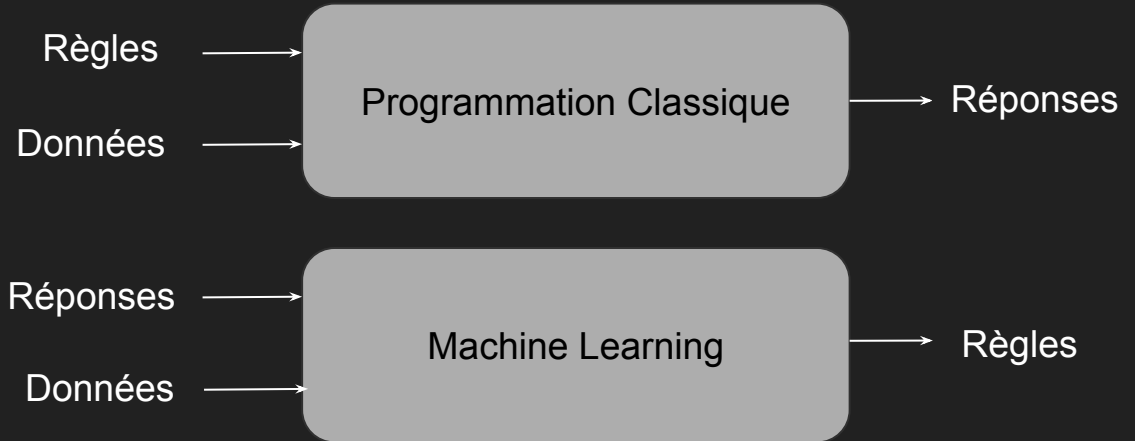 Règles
Données
Programmation Classique
Réponses
Réponses
Données
Machine Learning
Règles